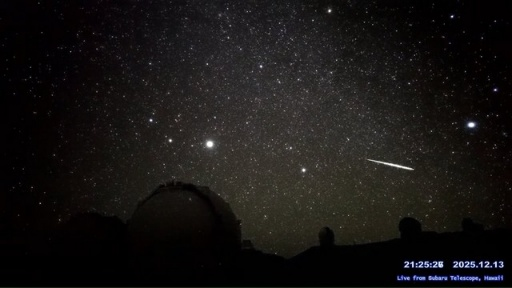 21:25:26 2025.12.13
Live from Subaru Telescope, Hawaii